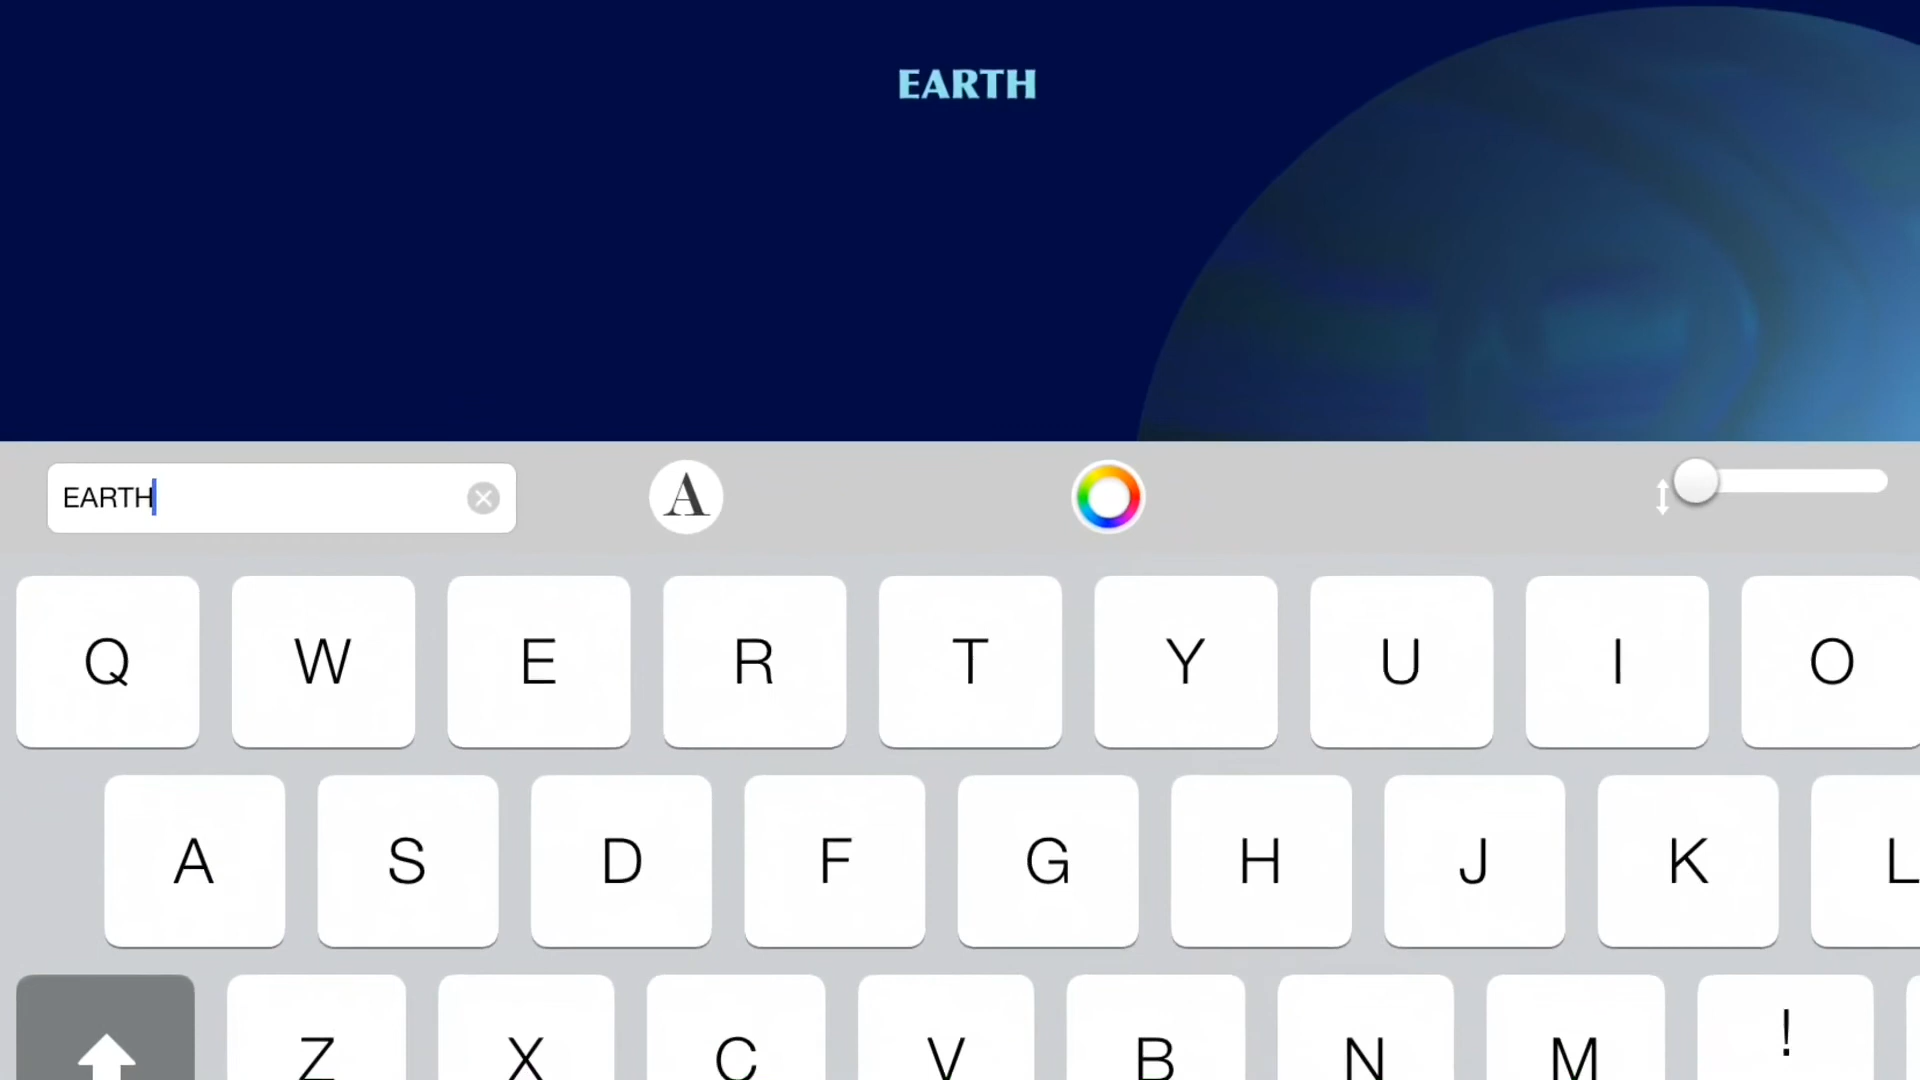 EARTH
EARTH
A
Q W E R T Y U I O
A S D F G H J K L
Z X C V B N M !